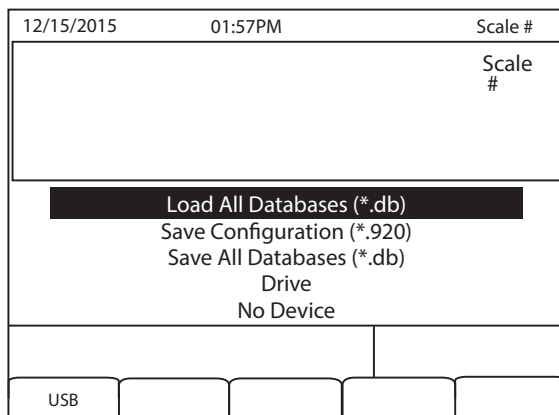 12/15/2015 01:57PM Scale #
Scale
#
Load All Databases (*.db)
Save Configuration (*.920)
Save All Databases (*.db)
Drive
No Device
USB